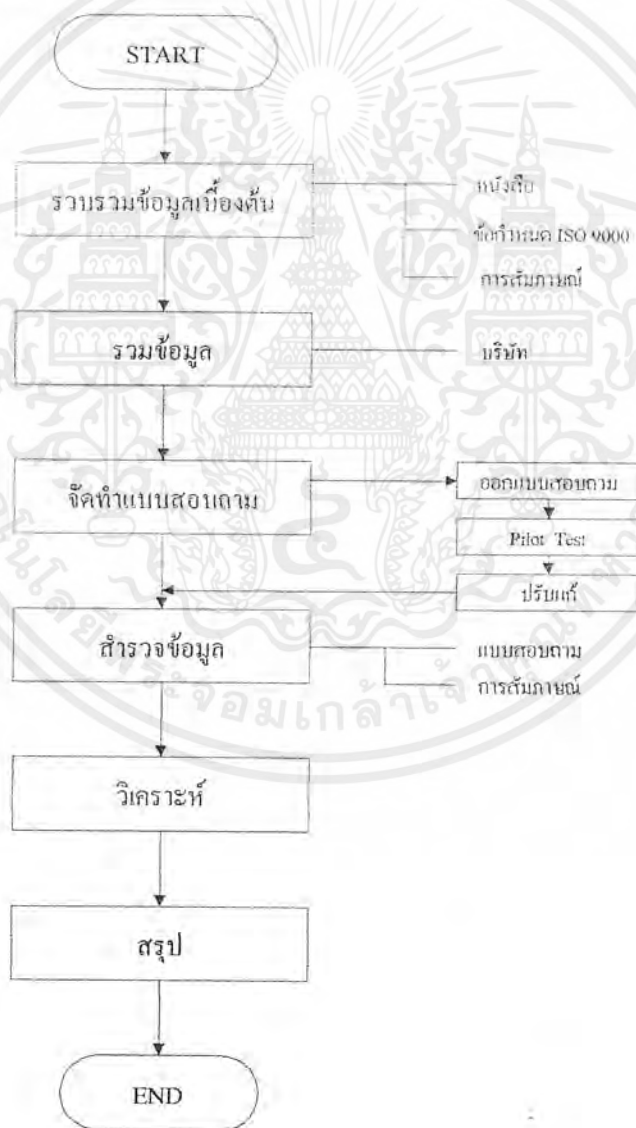 START
รวบรวมข้อมูลเบื้องต้น
หนังสือ
ข้อกำหนด ISO 9000
การสัมภาษณ์
รวมข้อมูล
บริษัท
จัดทำแบบสอบถาม
ออกแบบสอบถาม
Pilot Test
ปรับแก้
สำรวจข้อมูล
แบบสอบถาม
การสัมภาษณ์
วิเคราะห์
สรุป
END